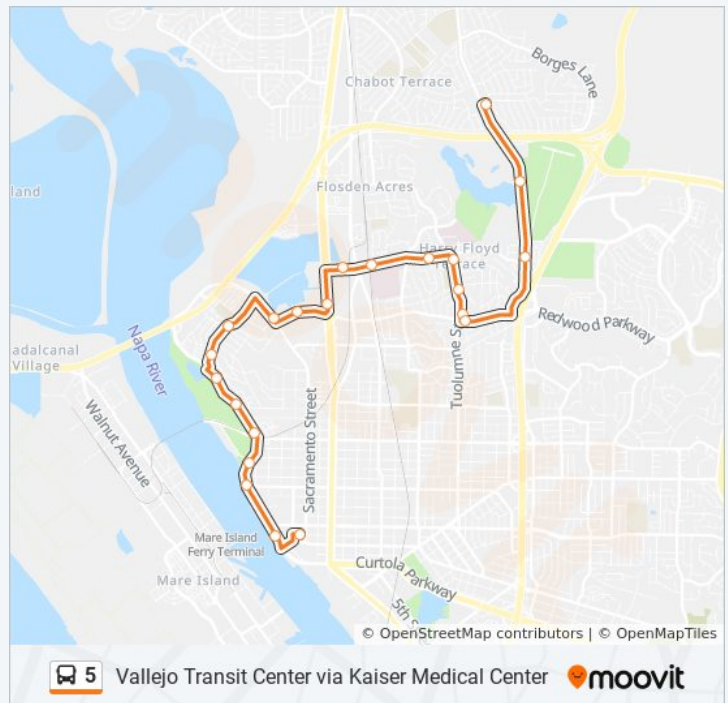 Borges Lane
Chabot Terrace
land
Flosden Acres
Harry Floyd
Terrace
Redwood Parkway
Napa River
adalcanal
Village
Tuolumne S
Walnut Avenue
Sacramento Street
Mare Island
Ferry Terminal
Mare Island
Curtola Parkway
5th S
© OpenStreetMap contributors | © OpenMapTiles
5 Vallejo Transit Center via Kaiser Medical Center moovit